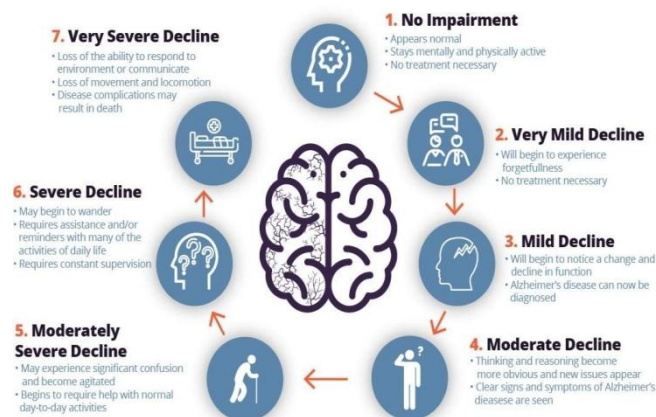 1. No Impairment
• Appears normal
• Stays mentally and physically active
• No treatment necessary
2. Very Mild Decline
• Will begin to experience
forgetfullness
• No treatment necessary
3. Mild Decline
• Will begin to notice a change and
decline in function
• Alzheimer's disease can now be
diagnosed
4. Moderate Decline
• Thinking and reasoning become
more obvious and new issues appear
• Clear signs and symptoms of Alzheimer's
diesese are seen
?
5. Moderately
Severe Decline
• May experience significant confusion
and become agitated
• Begins to require help with normal
day-to-day activities
6. Severe Decline
• May begin to wander
• Requires assistance and/or
reminders with many of the
activities of daily life
• Requires constant supervision
? ? ?
7. Very Severe Decline
• Loss of the ability to respond to
environment or communicate
• Loss of movement and locomotion
• Disease complications may
result in death